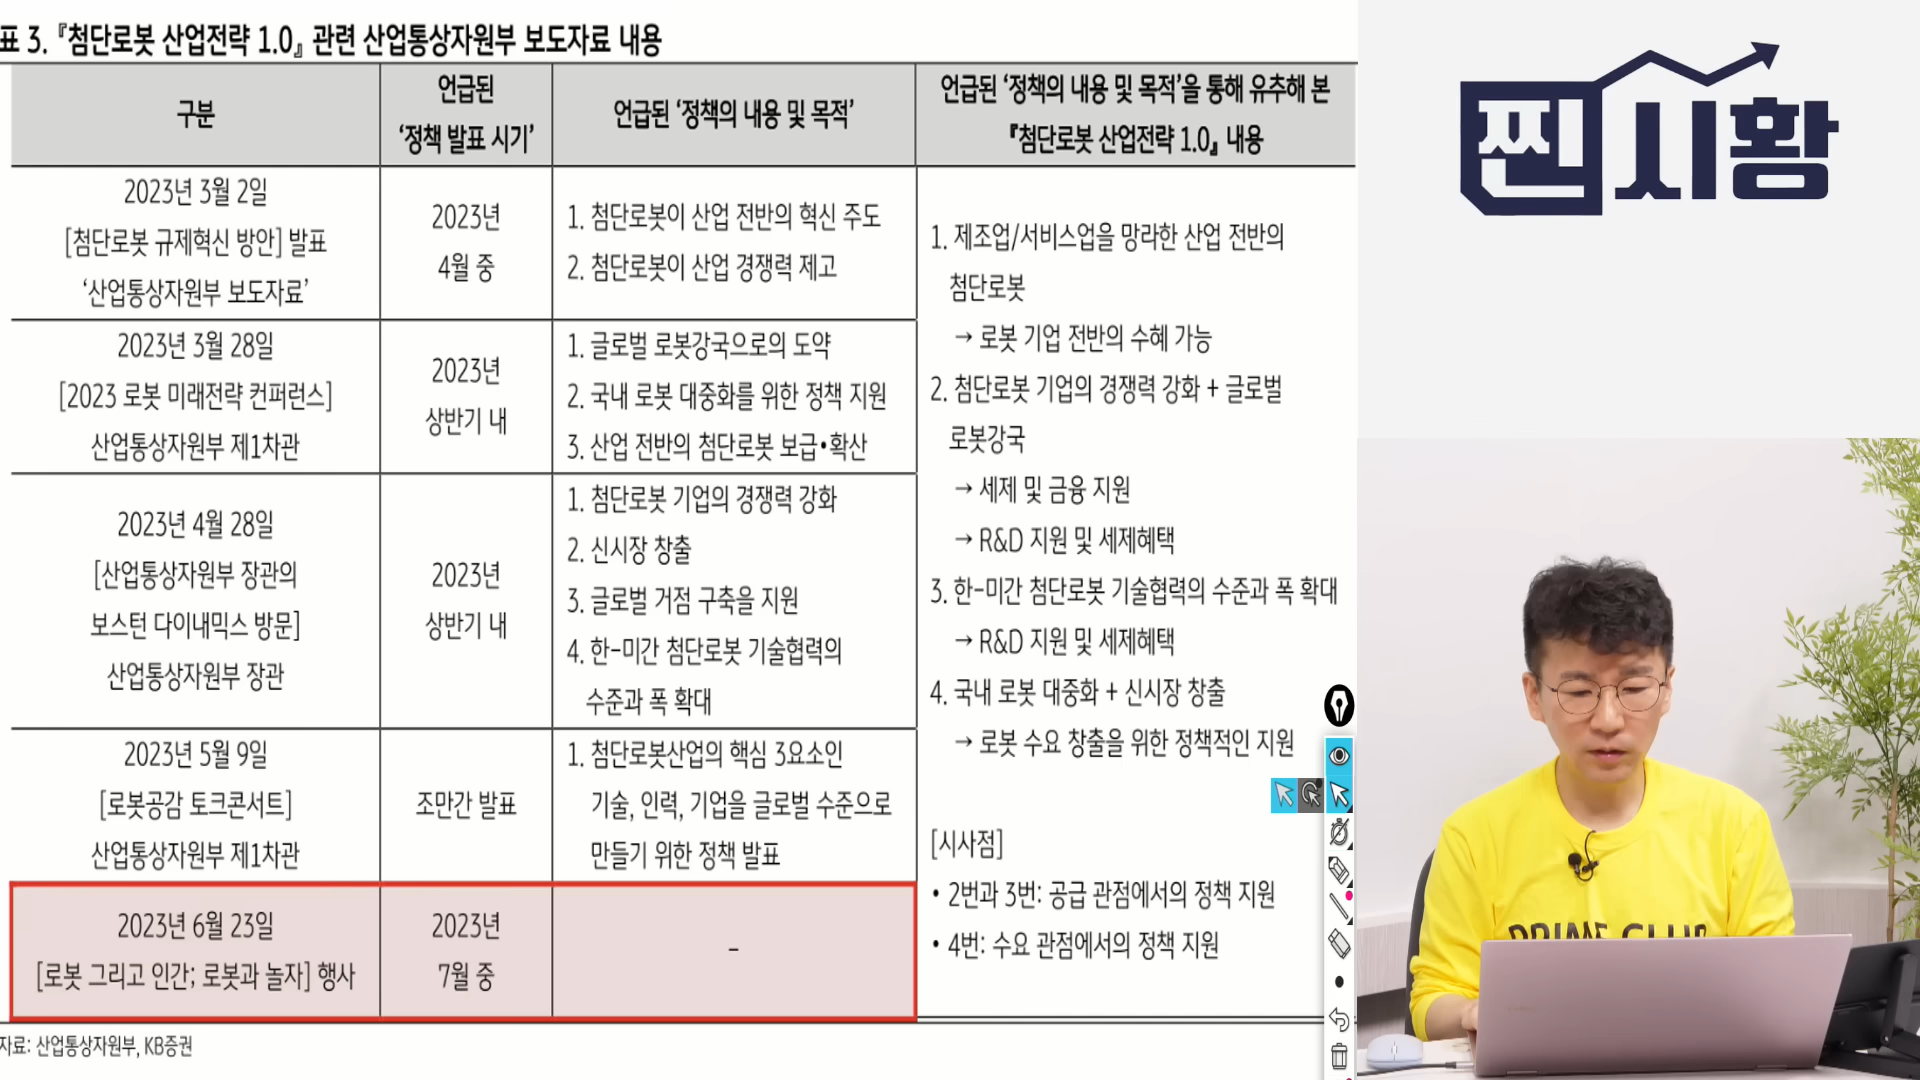 표 3. 『첨단로봇 산업전략 1.0』 관련 산업통상자원부 보도자료 내용
구분
언급된
‘정책 발표 시기’
언급된 ‘정책의 내용 및 목적’
언급된 ‘정책의 내용 및 목적’을 통해 유추해 본
『첨단로봇 산업전략 1.0』 내용
2023년 3월 2일
[첨단로봇 규제혁신 방안] 발표
‘산업통상자원부 보도자료’
2023년
4월 중
1. 첨단로봇이 산업 전반의 혁신 주도
2. 첨단로봇이 산업 경쟁력 제고
2023년 3월 28일
[2023 로봇 미래전략 컨퍼런스]
산업통상자원부 제1차관
2023년
상반기 내
1. 글로벌 로봇강국으로의 도약
2. 국내 로봇 대중화를 위한 정책 지원
3. 산업 전반의 첨단로봇 보급•확산
2023년 4월 28일
[산업통상자원부 장관의
보스턴 다이내믹스 방문]
산업통상자원부 장관
2023년
상반기 내
1. 첨단로봇 기업의 경쟁력 강화
2. 신시장 창출
3. 글로벌 거점 구축을 지원
4. 한-미간 첨단로봇 기술협력의
수준과 폭 확대
2023년 5월 9일
[로봇공감 토크콘서트]
산업통상자원부 제1차관
조만간 발표
1. 첨단로봇산업의 핵심 3요소인
기술, 인력, 기업을 글로벌 수준으로
만들기 위한 정책 발표
2023년 6월 23일
[로봇 그리고 인간; 로봇과 놀자] 행사
2023년
7월 중
-
1. 제조업/서비스업을 망라한 산업 전반의
첨단로봇
→ 로봇 기업 전반의 수혜 가능
2. 첨단로봇 기업의 경쟁력 강화 + 글로벌
로봇강국
→ 세제 및 금융 지원
→ R&D 지원 및 세제혜택
3. 한-미간 첨단로봇 기술협력의 수준과 폭 확대
→ R&D 지원 및 세제혜택
4. 국내 로봇 대중화 + 신시장 창출
→ 로봇 수요 창출을 위한 정책적인 지원
[시사점]
• 2번과 3번: 공급 관점에서의 정책 지원
• 4번: 수요 관점에서의 정책 지원
자료: 산업통상자원부, KB증권
찐시황
PRIME CLUB